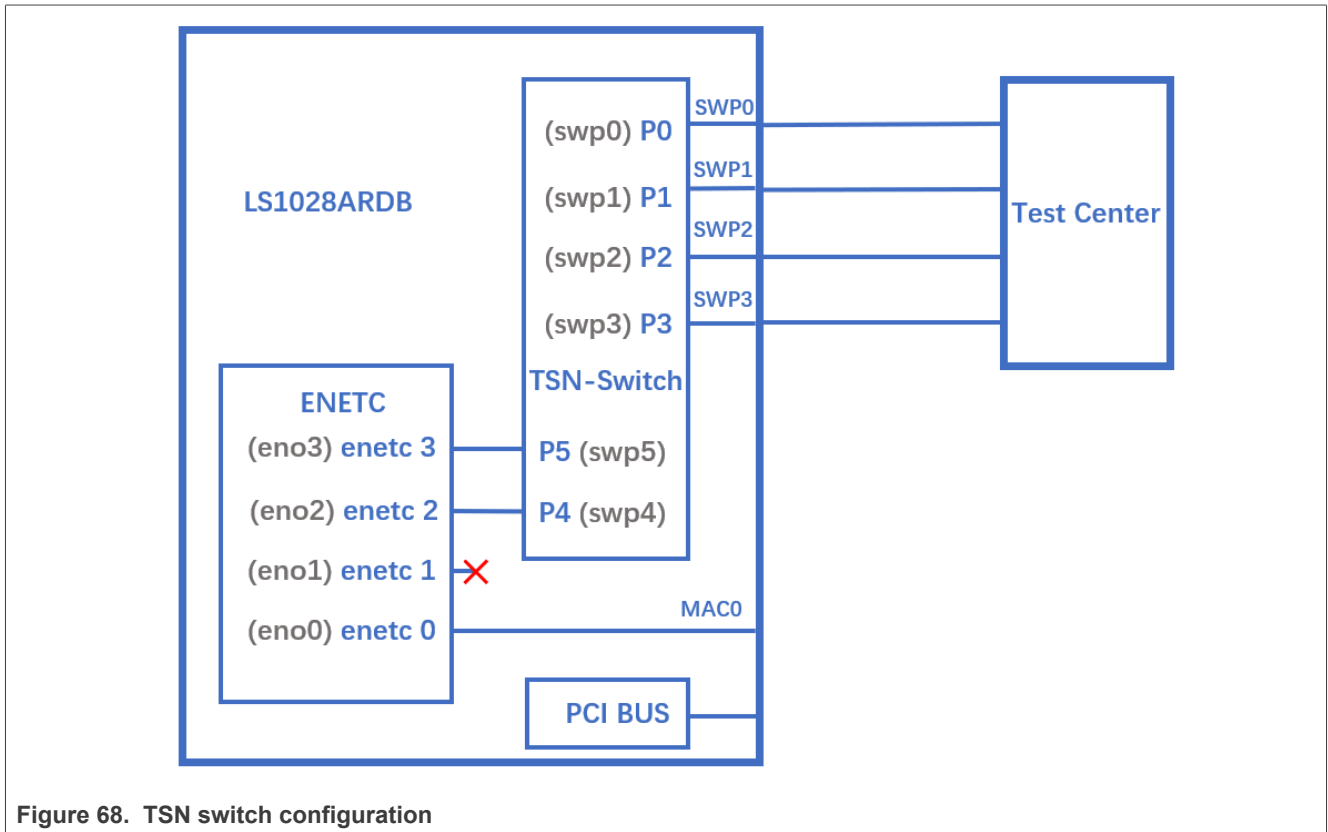 SWP0
(swp0) P0
SWP1
LS1028ARDB
(swp1) P1
Test Center
SWP2
(swp2) P2
SWP3
(swp3) P3
TSN-Switch
ENETC
(eno3) enetc 3
P5 (swp5)
(eno2) enetc 2
P4 (swp4)
(eno1) enetc 1
MAC0
(eno0) enetc 0
PCI BUS
Figure 68. TSN switch configuration